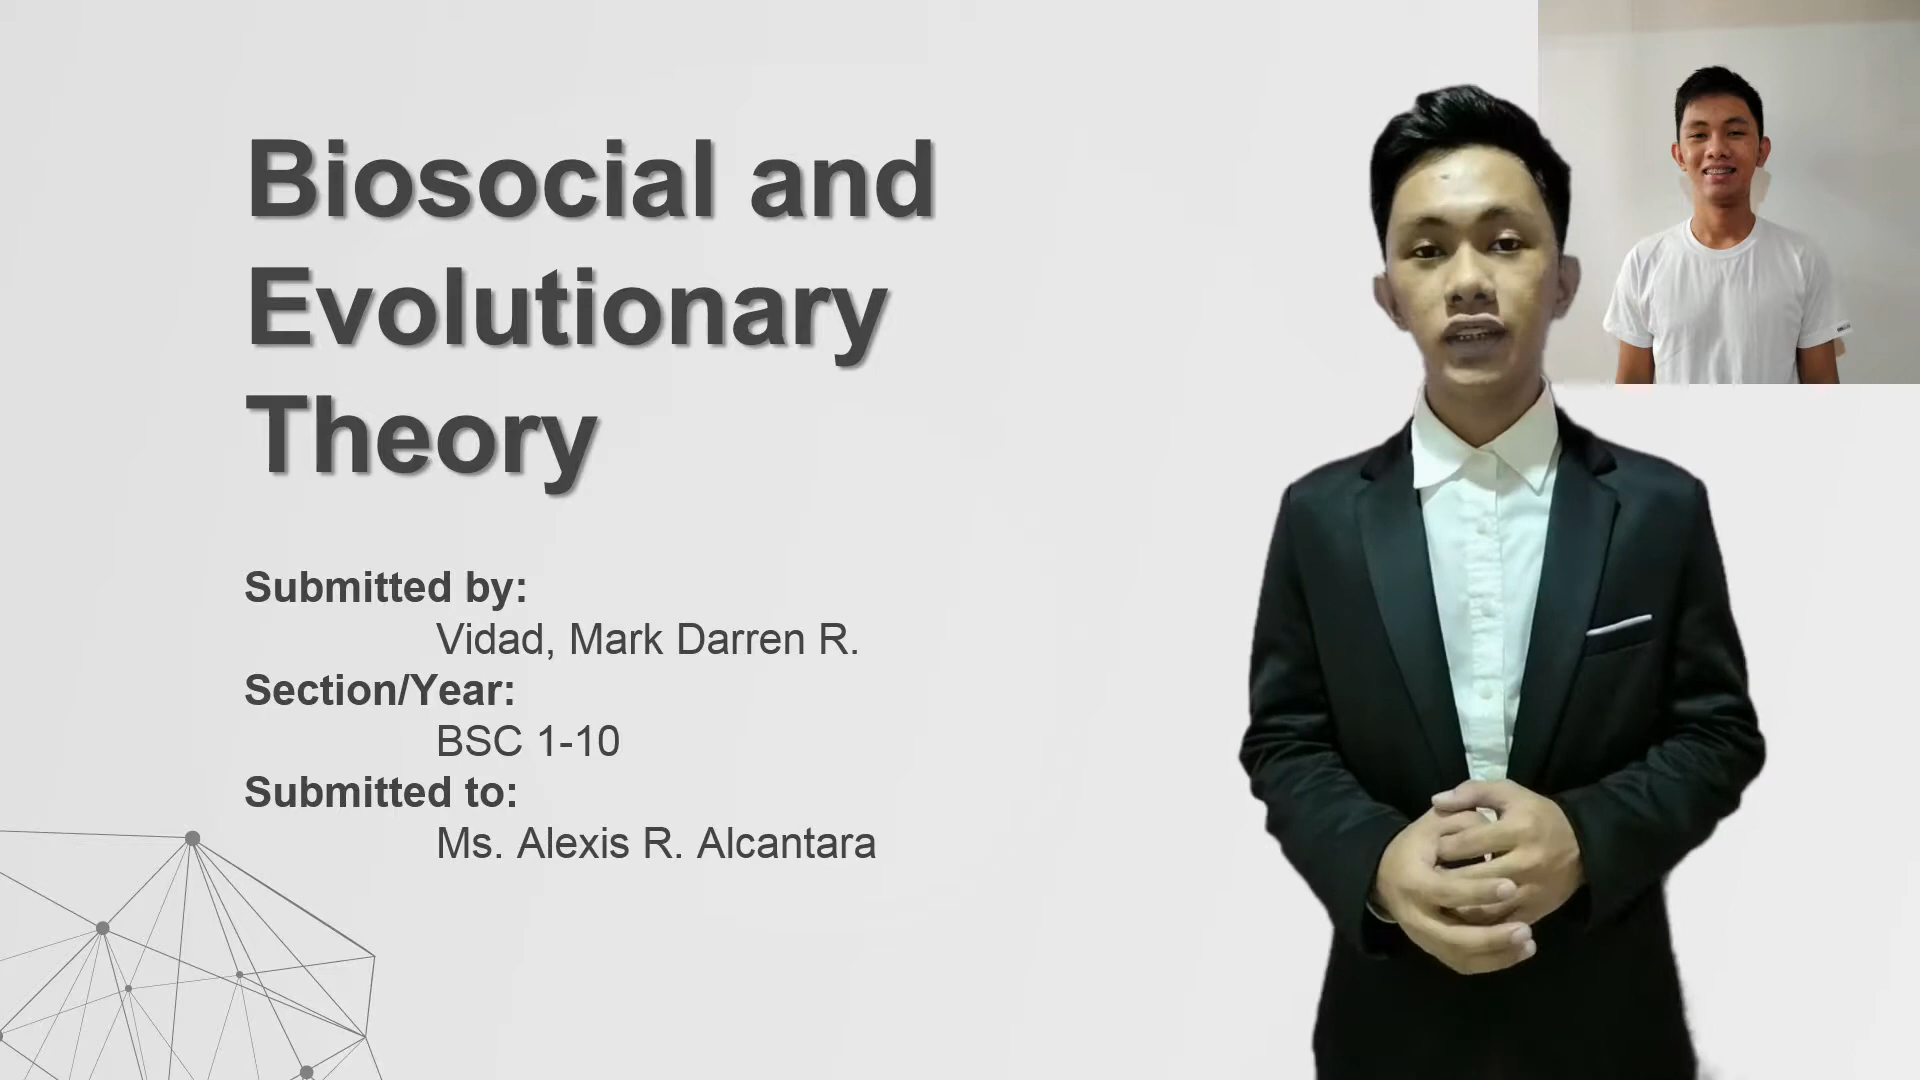 Biosocial and
Evolutionary
Theory
Submitted by:
Vidad, Mark Darren R.
Section/Year:
BSC 1-10
Submitted to:
Ms. Alexis R. Alcantara